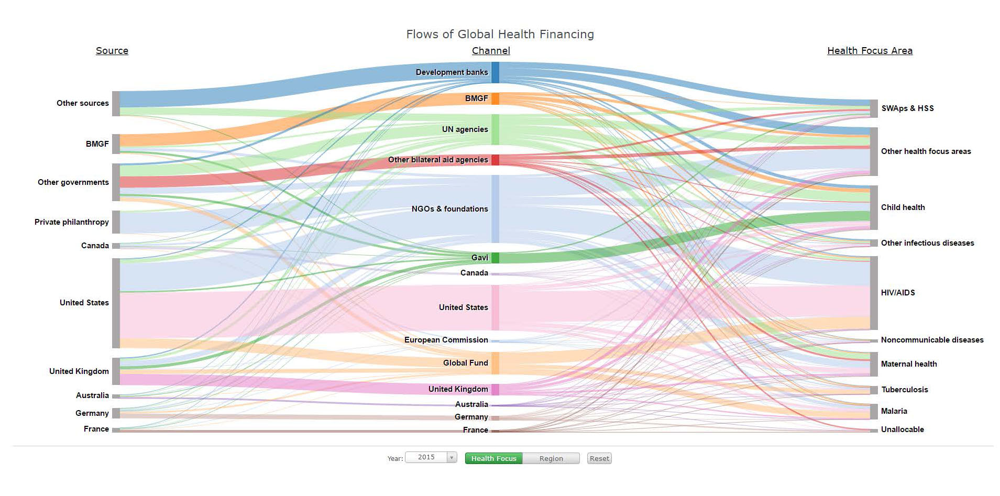 Flows of Global Health Financing
Source
Channel
Health Focus Area
Other sources
BMGF
Other governments
Private philanthropy
Canada
United States
United Kingdom
Australia
Germany
France
Development banks
BMGF
UN agencies
Other bilateral aid agencies
NGOs & foundations
Gavi
Canada
United States
European Commission
Global Fund
United Kingdom
Australia
Germany
France
SWAps & HSS
Other health focus areas
Child health
Other infectious diseases
HIV/AIDS
Noncommunicable diseases
Maternal health
Tuberculosis
Malaria
Unallocable
Year: 2015 Health Focus Region Reset